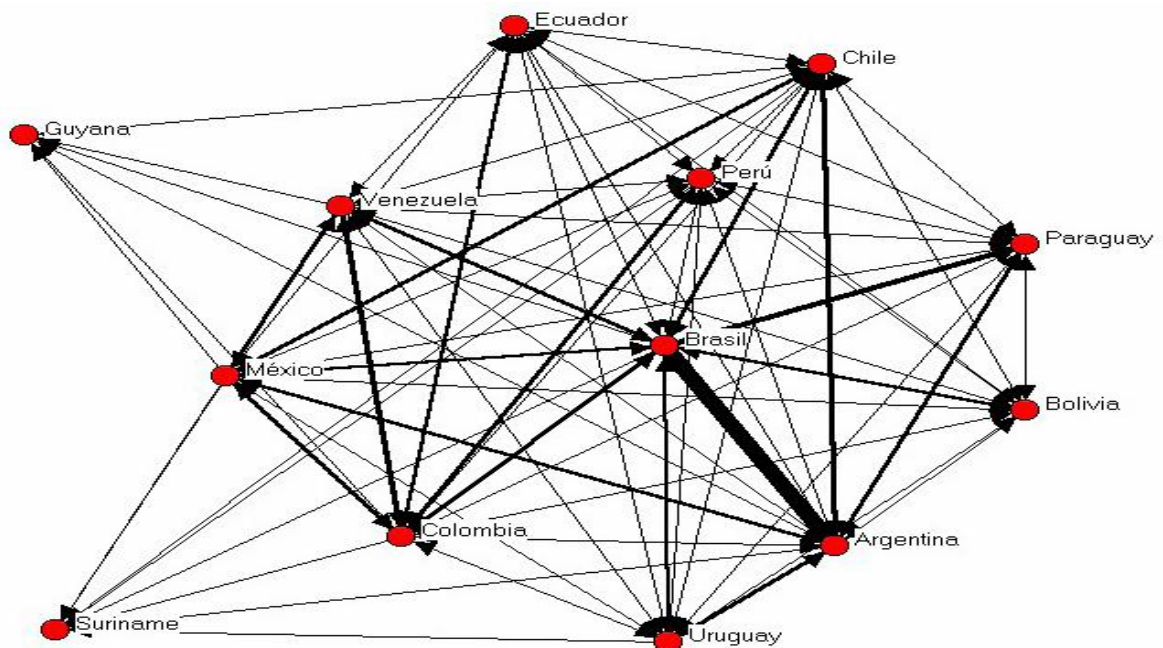 Ecuador
Chile
Guyana
Perú
Venezuela
Paraguay
Brasil
México
Bolivia
Colombia
Argentina
Suriname
Uruguay